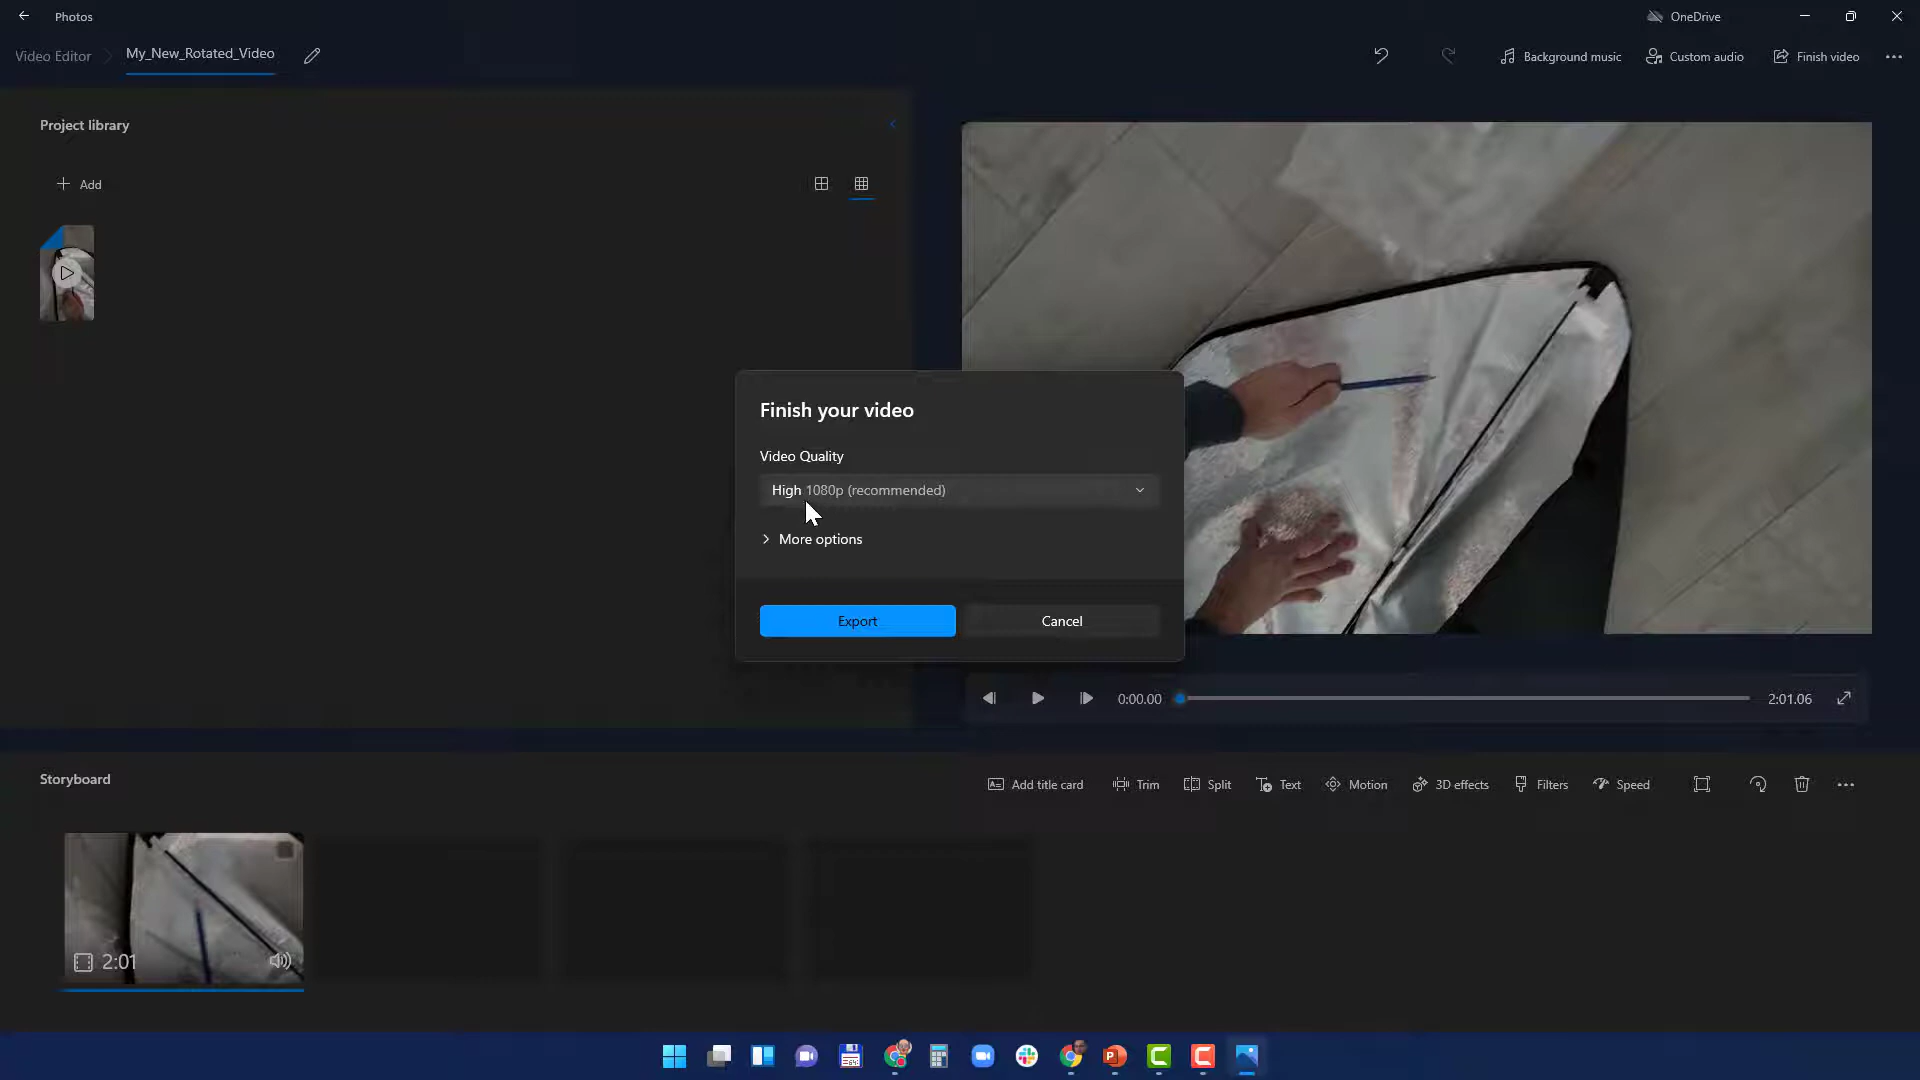 Photos
OneDrive
Video Editor
My_New_Rotated_Video
Background music
Custom audio
Finish video
Project library
Add
Finish your video
Video Quality
High 1080p (recommended)
More options
Export
Cancel
0:00.00
2:01.06
Storyboard
Add title card
Trim
Split
Text
Motion
3D effects
Filters
Speed
2:01